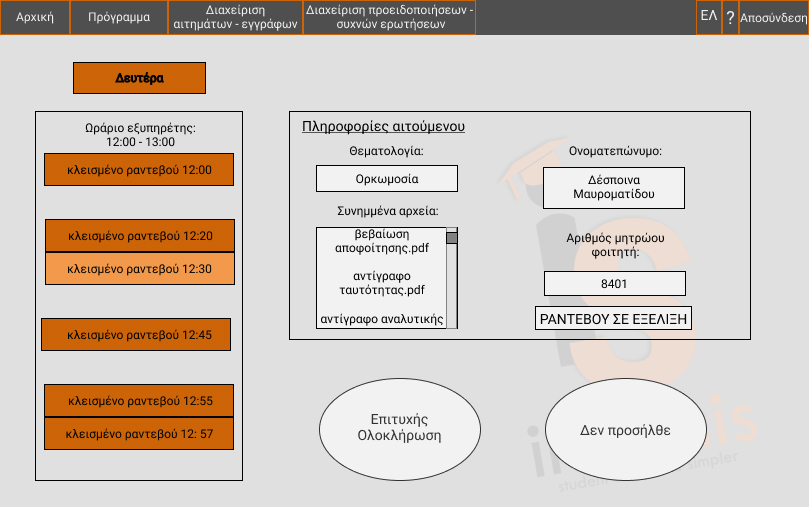 Αρχική
Πρόγραμμα
Διαχείριση
αιτημάτων - εγγράφων
Διαχείριση προειδοποιήσεων -
συχνών ερωτήσεων
ΕΛ
?
Αποσύνδεση
Δευτέρα
Ωράριο εξυπηρέτης:
12:00 - 13:00
κλεισμένο ραντεβού 12:00
κλεισμένο ραντεβού 12:20
κλεισμένο ραντεβού 12:30
κλεισμένο ραντεβού 12:45
κλεισμένο ραντεβού 12:55
κλεισμένο ραντεβού 12: 57
Πληροφορίες αιτούμενου
Θεματολογία:
Ορκωμοσία
Συνημμένα αρχεία:
βεβαίωση
αποφοίτησης.pdf
αντίγραφο
ταυτότητας.pdf
αντίγραφο αναλυτικής
Ονοματεπώνυμο:
Δέσποινα
Μαυροματίδου
Αριθμός μητρώου
φοιτητή:
8401
ΡΑΝΤΕΒΟΥ ΣΕ ΕΞΕΛΙΞΗ
Επιτυχής
Ολοκλήρωση
Δεν προσήλθε